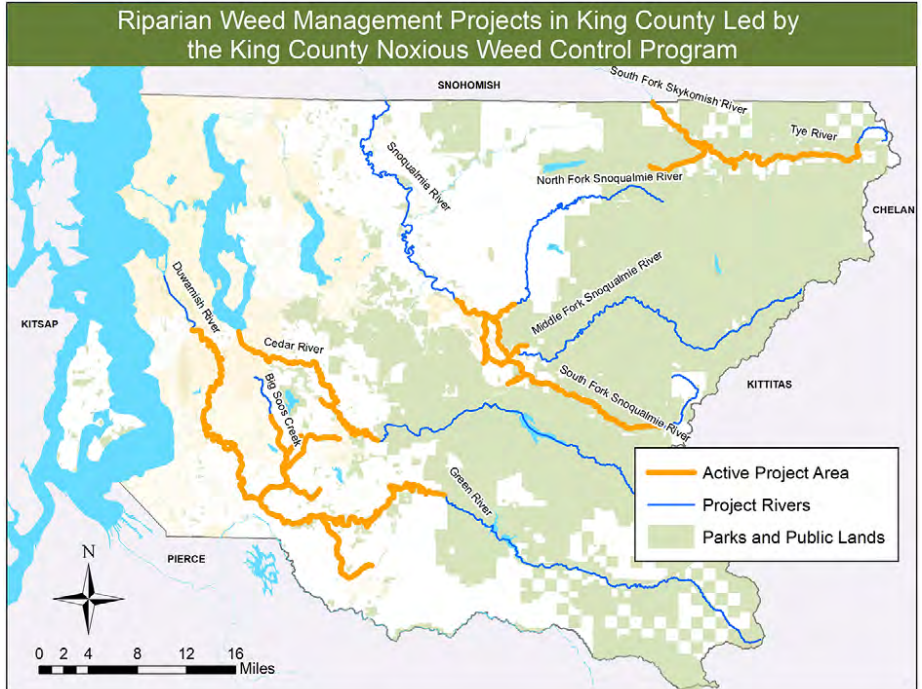 Riparian Weed Management Projects in King County Led by
the King County Noxious Weed Control Program
SNOHOMISH
South Fork Skykomish River
Tye River
Snoqualmie River
North Fork Snoqualmie River
CHELAN
Duwamish River
Middle Fork Snoqualmie River
KITSAP
Cedar River
Big Soos Creek
South Fork Snoqualmie River
KITTITAS
Green River
Active Project Area
Project Rivers
Parks and Public Lands
PIERCE
N
0 2 4 8 12 16
Miles